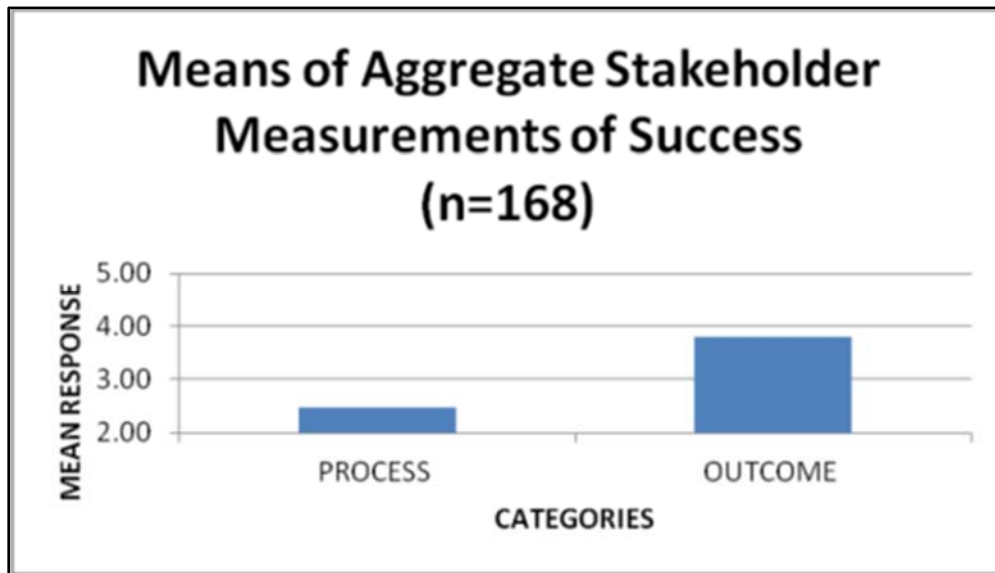 Means of Aggregate Stakeholder
Measurements of Success
(n=168)
5.00
4.00
3.00
2.00
MEAN RESPONSE
PROCESS
OUTCOME
CATEGORIES